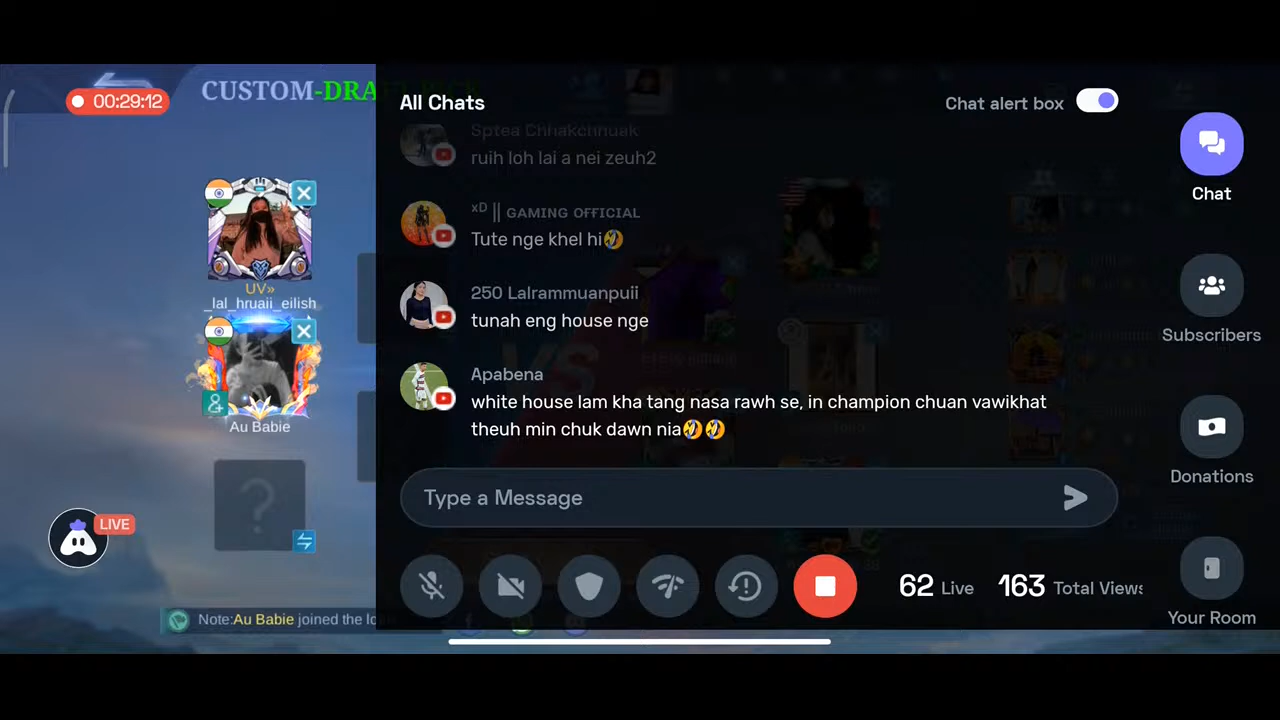 CUSTOM-DRA
00:29:12
All Chats
Chat alert box
Sptea Chhakchhuak
ruih loh lai a nei zeuh2
Chat
xD || GAMING OFFICIAL
Tute nge khel hi🤣
250 Lalrammuanpuii
tunah eng house nge
UV»
_lal_hruaii_eilish
Subscribers
Apabena
white house lam kha tang nasa rawh se, in champion chuan vawikhat
theuh min chuk dawn nia🤣🤣
Au Babie
Donations
Type a Message
?
LIVE
62 Live 163 Total Views
Your Room
Note:Au Babie joined the lo